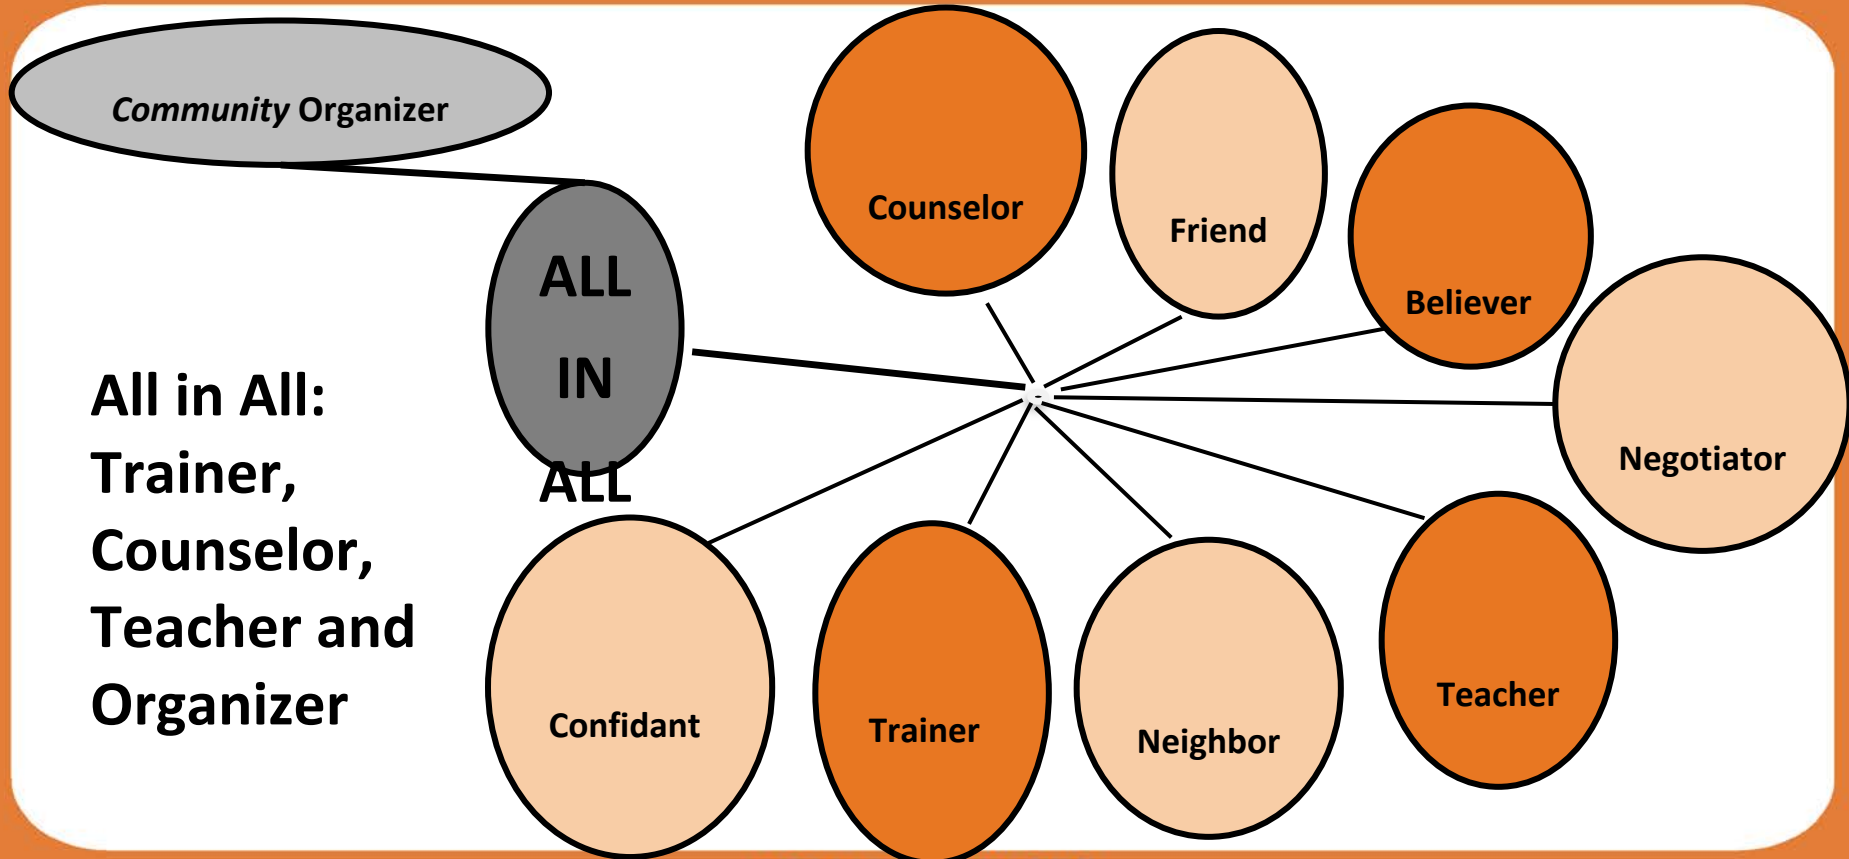 Community Organizer
ALL
IN
ALL
All in All:
Trainer,
Counselor,
Teacher and
Organizer
Counselor
Friend
Believer
Negotiator
Teacher
Neighbor
Trainer
Confidant